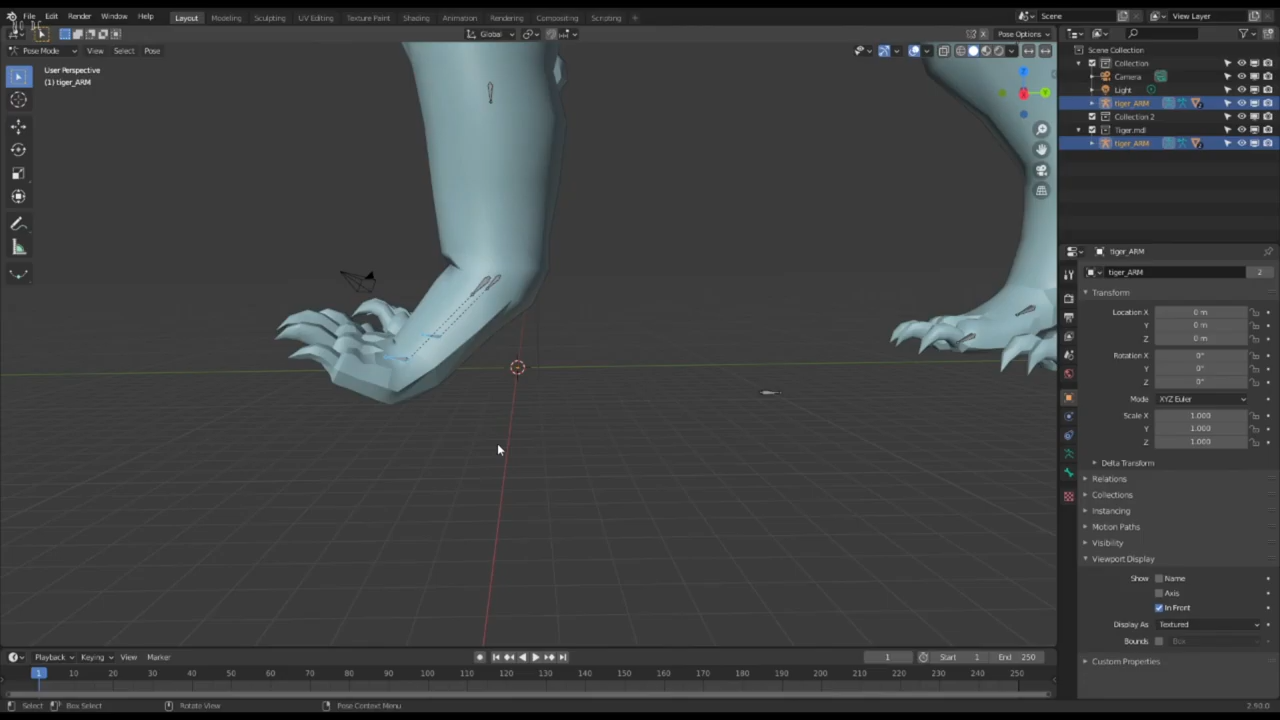 File Edit Render Window Help Layout Modeling Sculpting UV Editing Texture Paint Shading Animation Rendering Compositing Scripting + Scene View Layer
Global Pose Options
Pose Mode View Select Pose
User Perspective
(1) tiger_ARM
Scene Collection
Collection
Camera
Light
tiger_ARM
Collection 2
Tiger.mdl
tiger_ARM
tiger_ARM
tiger_ARM 2
Transform
Location X 0 m
Y 0 m
Z 0 m
Rotation X 0°
Y 0°
Z 0°
Mode XYZ Euler
Scale X 1.000
Y 1.000
Z 1.000
Delta Transform
Relations
Collections
Instancing
Motion Paths
Visibility
Viewport Display
Show Name
Axis
In Front
Display As Textured
Bounds Box
Custom Properties
Playback Keying View Marker 1 Start 1 End 250
1 10 20 30 40 50 60 70 80 90 100 110 120 130 140 150 160 170 180 190 200 210 220 230 240 250
Select Box Select Rotate View Pose Context Menu 2.90.0